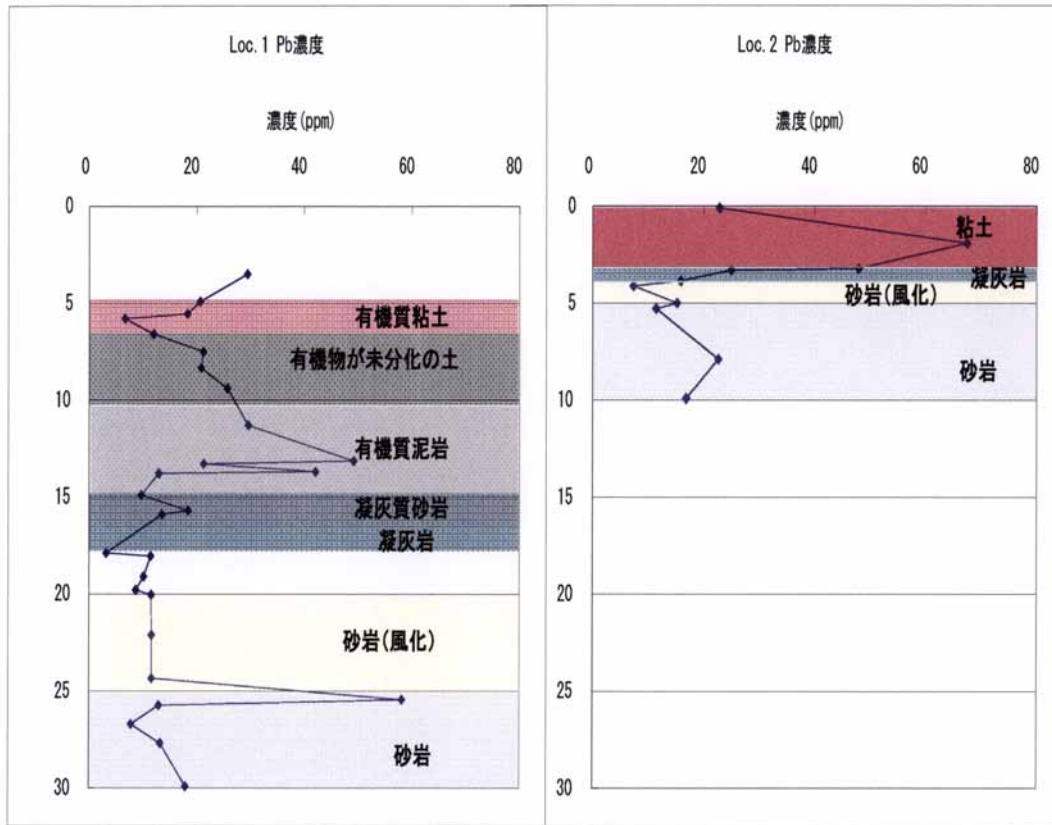 Loc.1 Pb濃度
濃度(ppm)
0 20 40 60 80
0
5
10
15
20
25
30
有機質粘土
有機物が未分化の土
有機質泥岩
凝灰質砂岩
凝灰岩
砂岩(風化)
砂岩
Loc.2 Pb濃度
濃度(ppm)
0 20 40 60 80
0
5
10
15
20
25
30
粘土
凝灰岩
砂岩(風化)
砂岩